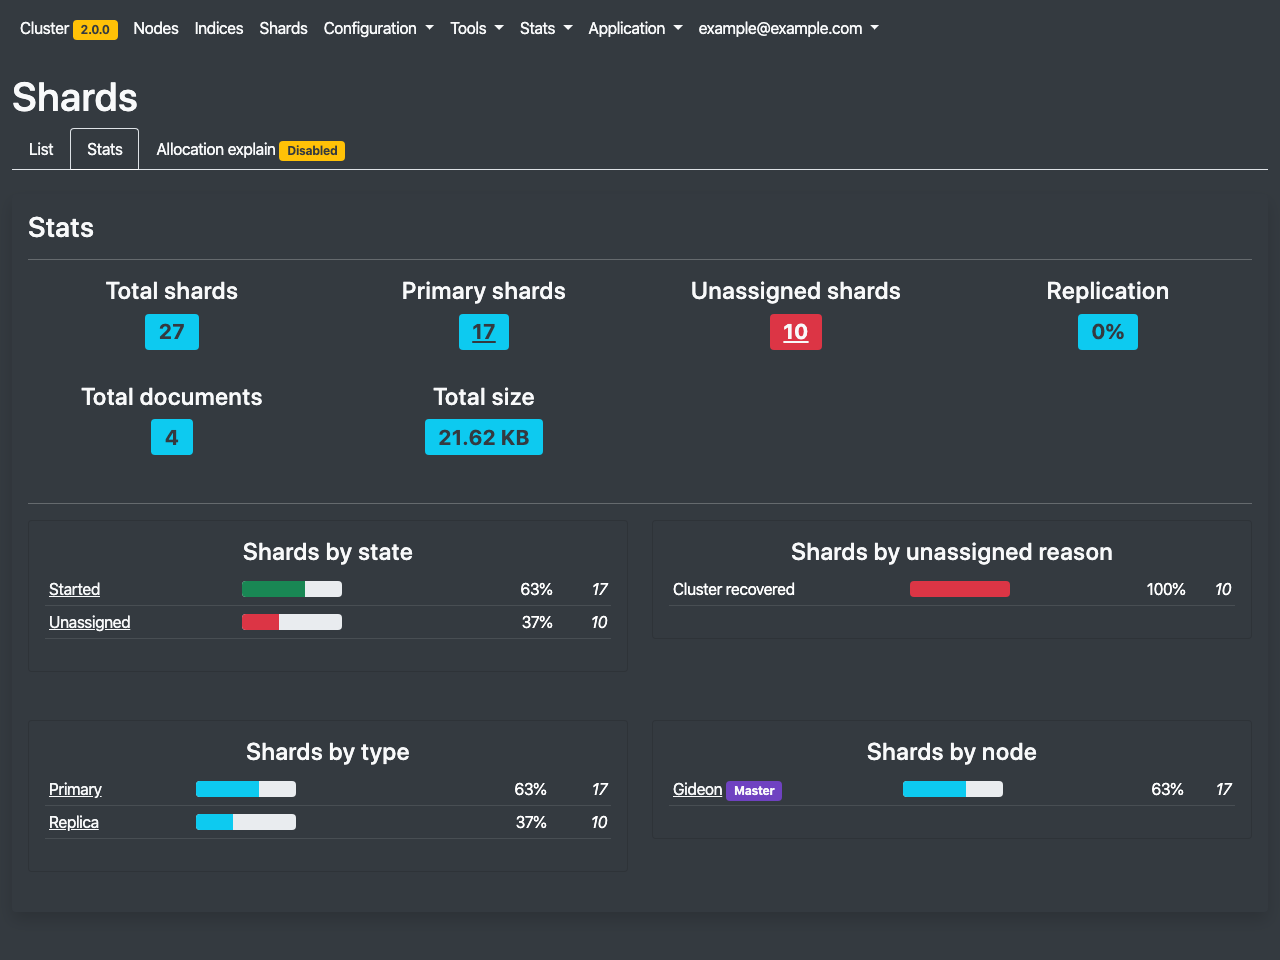 Cluster 2.0.0 Nodes Indices Shards Configuration Tools Stats Application example@example.com
Shards
List Stats Allocation explain Disabled
Stats
Total shards Primary shards Unassigned shards Replication
27 17 10 0%
Total documents Total size
4 21.62 KB
Shards by state
Started 63% 17
Unassigned 37% 10
Shards by unassigned reason
Cluster recovered 100% 10
Shards by type
Primary 63% 17
Replica 37% 10
Shards by node
Gideon Master 63% 17